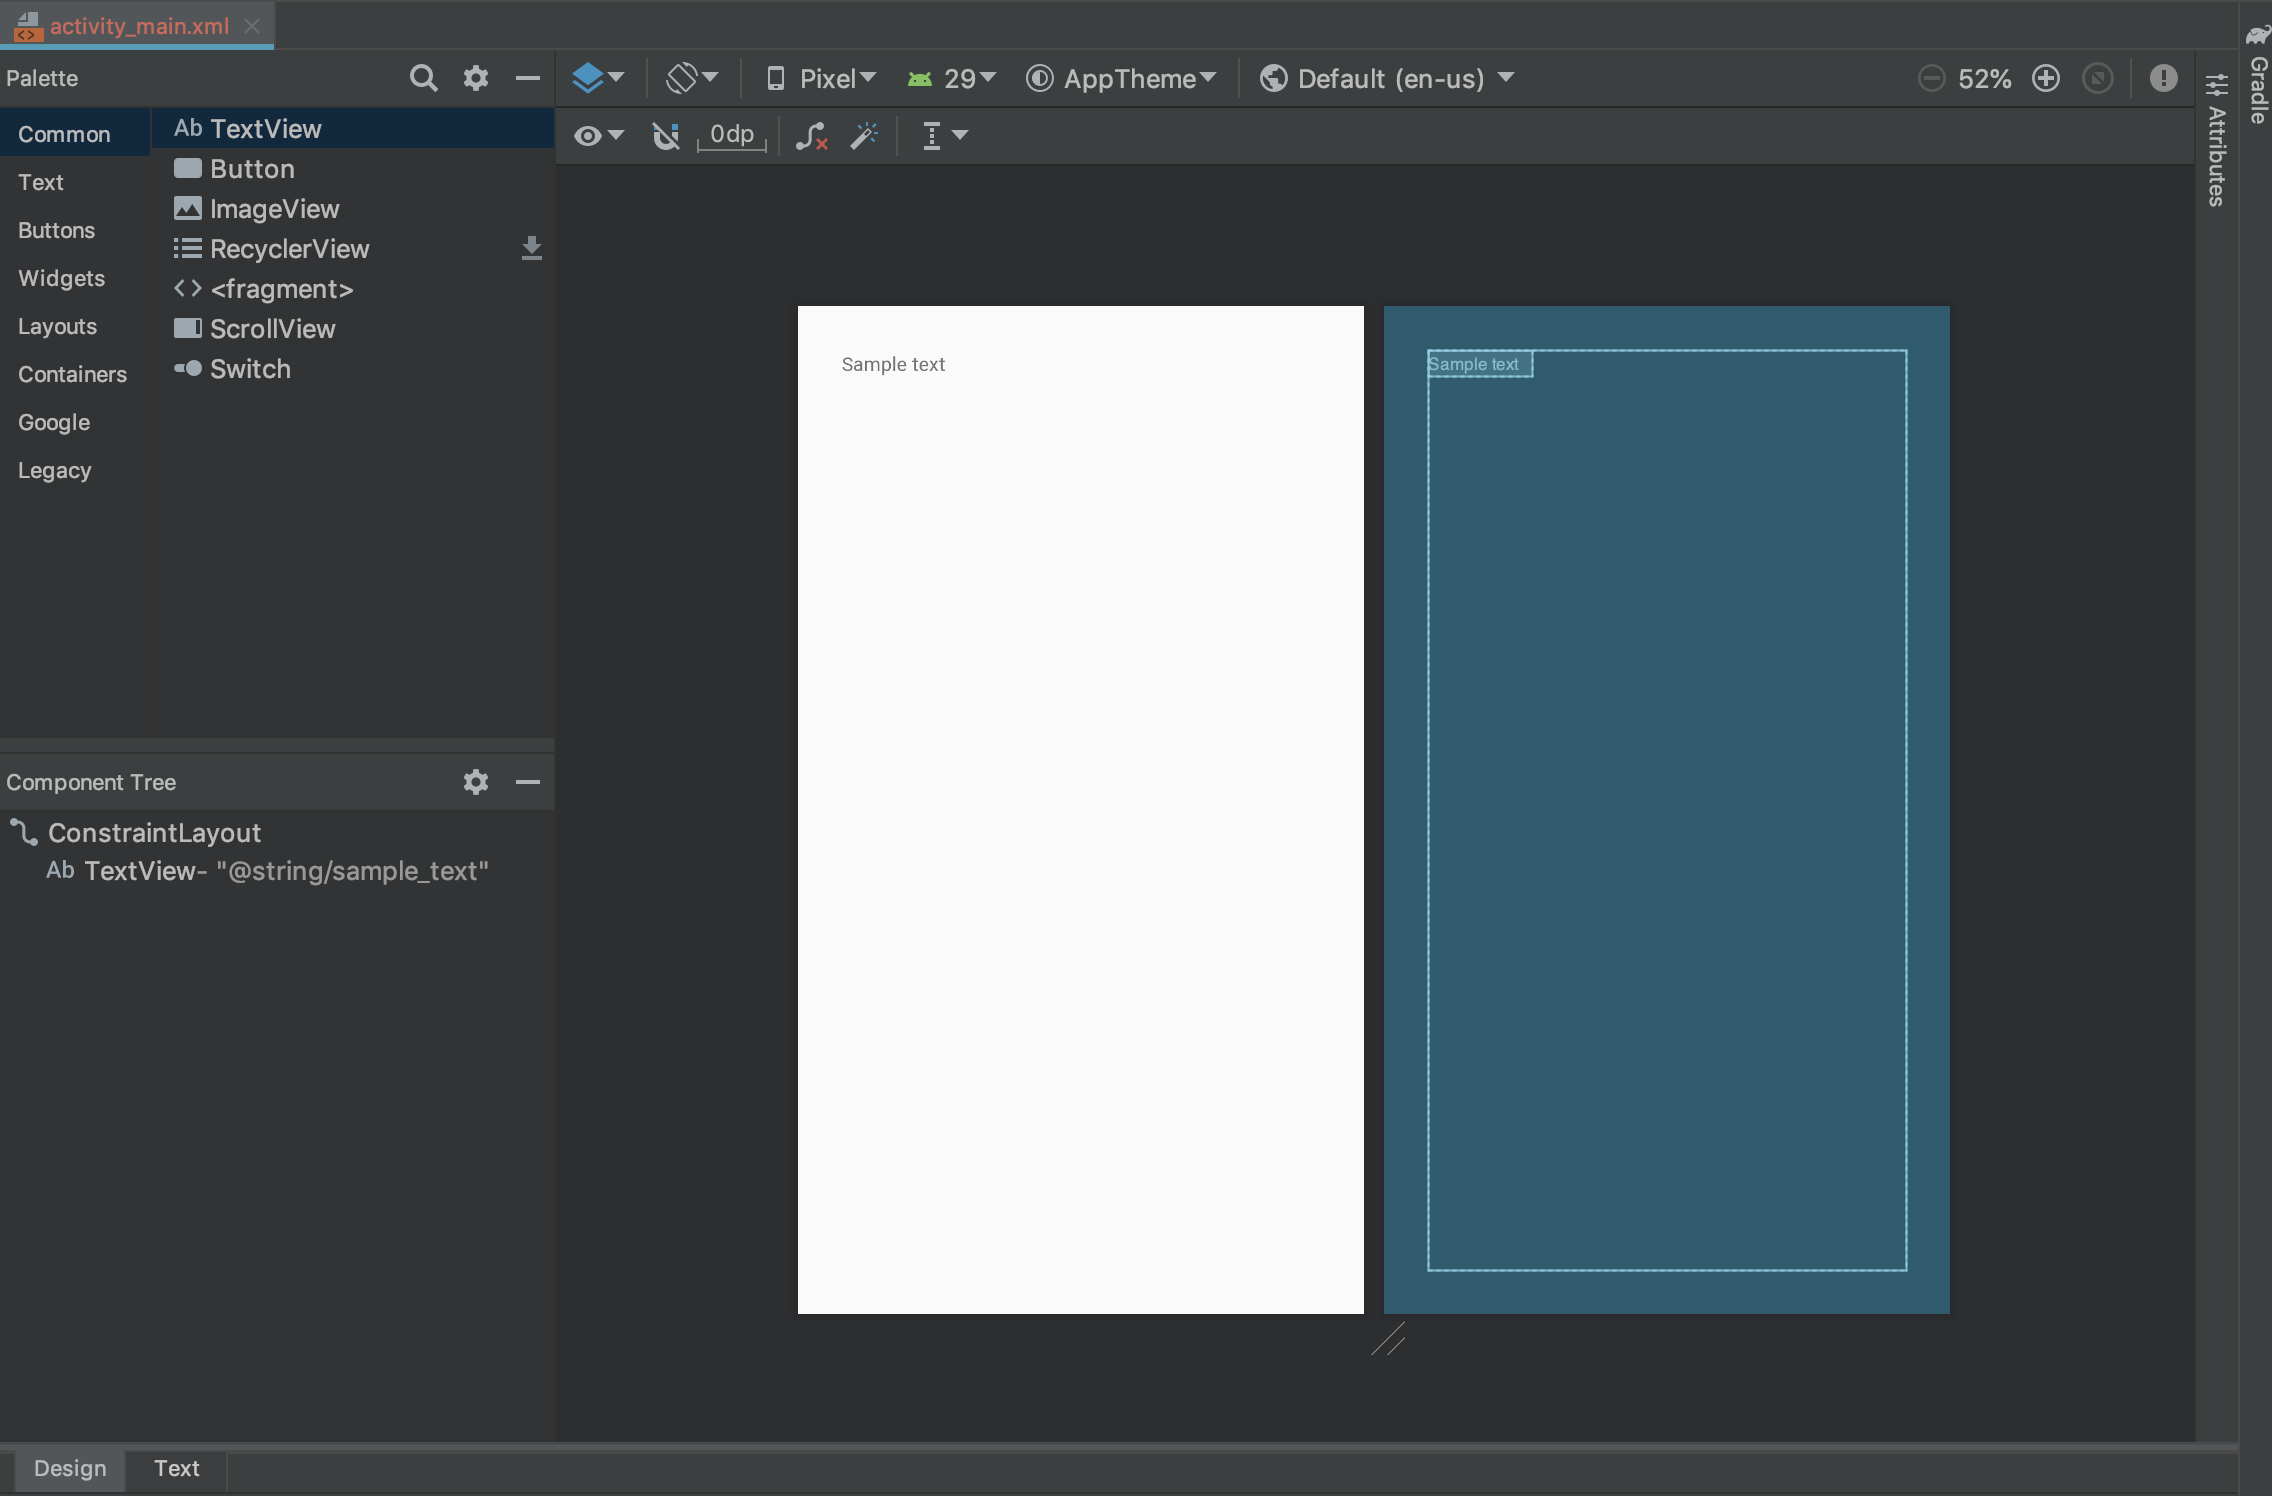 activity_main.xml
Palette
Pixel 29 AppTheme Default (en-us) 52%
0dp
Common
Text
Buttons
Widgets
Layouts
Containers
Google
Legacy
Ab TextView
Button
ImageView
RecyclerView
<> <fragment>
ScrollView
Switch
Sample text
Sample text
Component Tree
ConstraintLayout
Ab TextView- "@string/sample_text"
Design Text
Attributes
Gradle